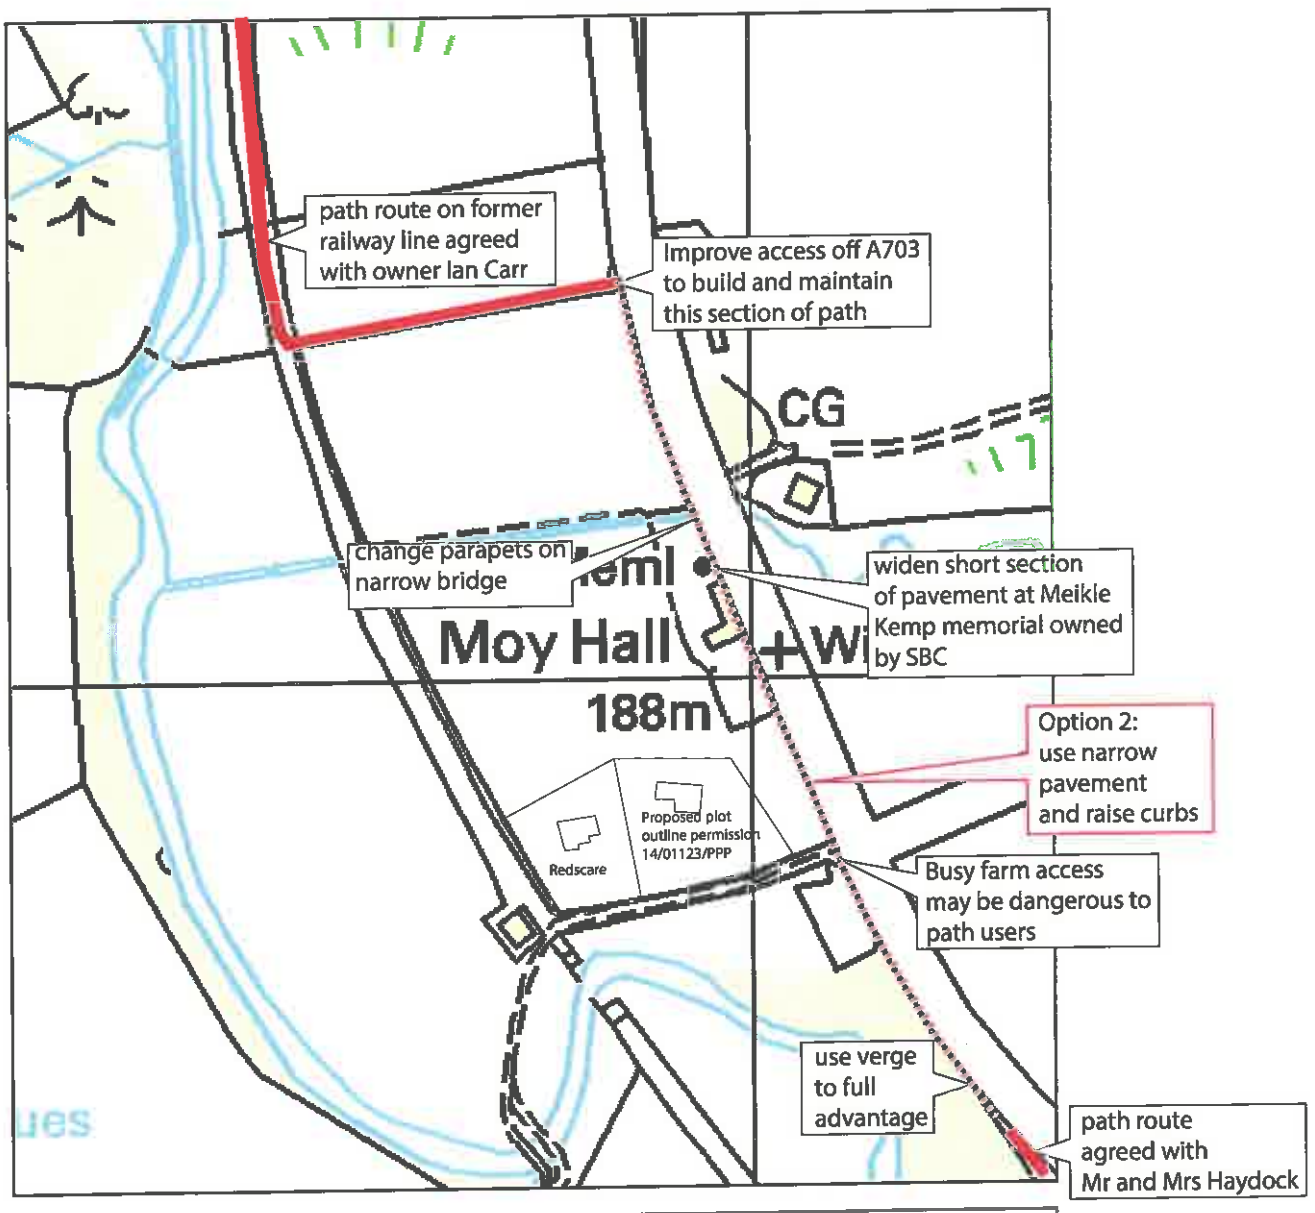 path route on former
railway line agreed
with owner Ian Carr
Improve access off A703
to build and maintain
this section of path
CG
change parapets on
narrow bridge
widen short section
of pavement at Meikle
Kemp memorial owned
by SBC
Moy Hall
+ Wi
188m
Option 2:
use narrow
pavement
and raise curbs
Proposed plot
outline permission
14/01123/PPP
Redscare
Busy farm access
may be dangerous to
path users
use verge
to full
advantage
ues
path route
agreed with
Mr and Mrs Haydock